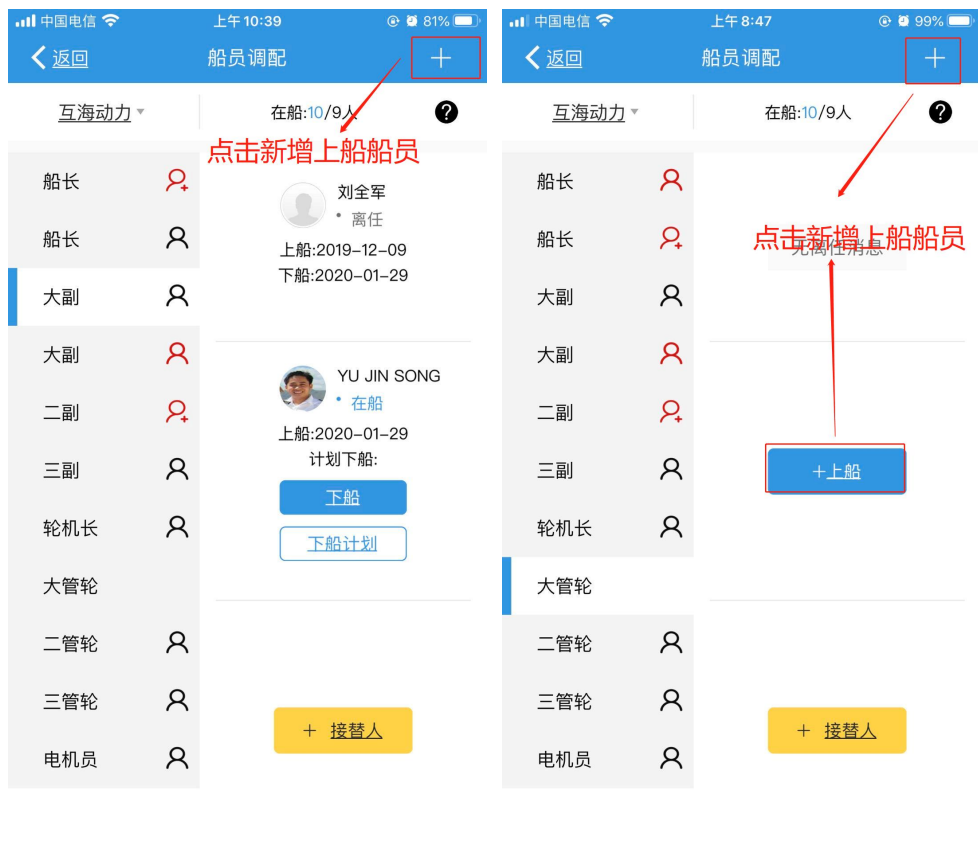 中国电信 上午10:39 81%
返回 船员调配 +
互海动力 在船:10/9人 ?
点击新增上船船员
船长
船长
大副
大副
二副
三副
轮机长
大管轮
二管轮
三管轮
电机员
刘全军
离任
上船:2019-12-09
下船:2020-01-29
YU JIN SONG
在船
上船:2020-01-29
计划下船:
下船
下船计划
+ 接替人
中国电信 上午8:47 99%
返回 船员调配 +
互海动力 在船:10/9人 ?
船长
船长
大副
大副
二副
三副
轮机长
大管轮
二管轮
三管轮
电机员
点击新增上船船员
无离任消息
+上船
+ 接替人